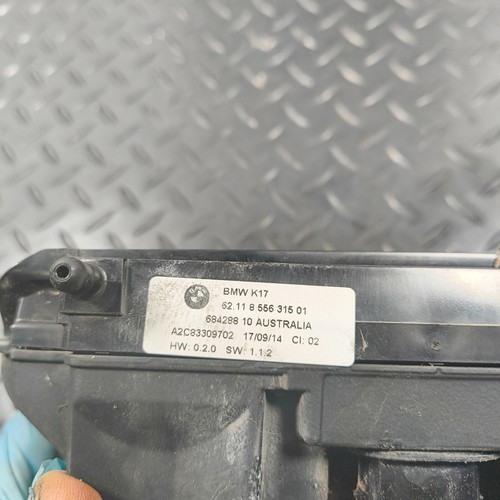 BMW K17
62.11 8 556 315 01
684288 10 AUSTRALIA
A2C83309702 17/09/14 CI: 02
HW: 0.2.0 SW: 1.1.2